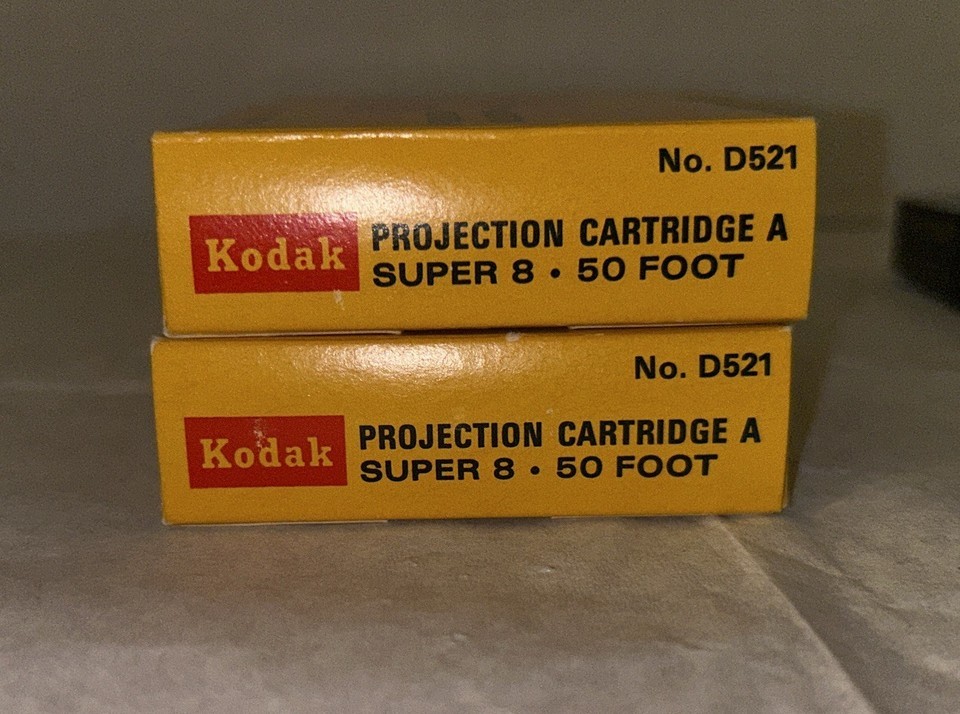 No. D521
Kodak
PROJECTION CARTRIDGE A
SUPER 8 • 50 FOOT
No. D521
Kodak
PROJECTION CARTRIDGE A
SUPER 8 • 50 FOOT